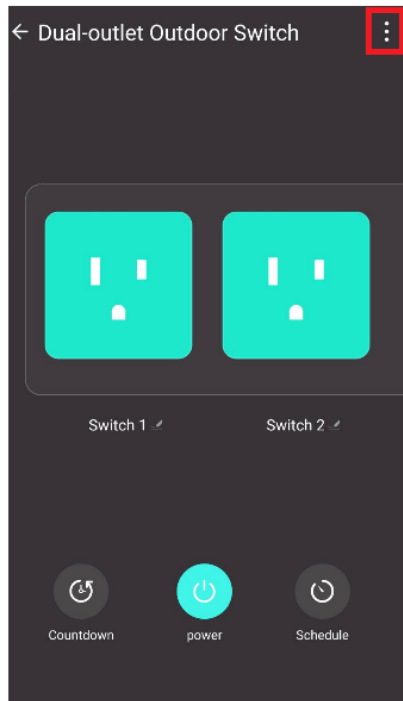 Dual-outlet Outdoor Switch
Switch 1
Switch 2
Countdown
power
Schedule